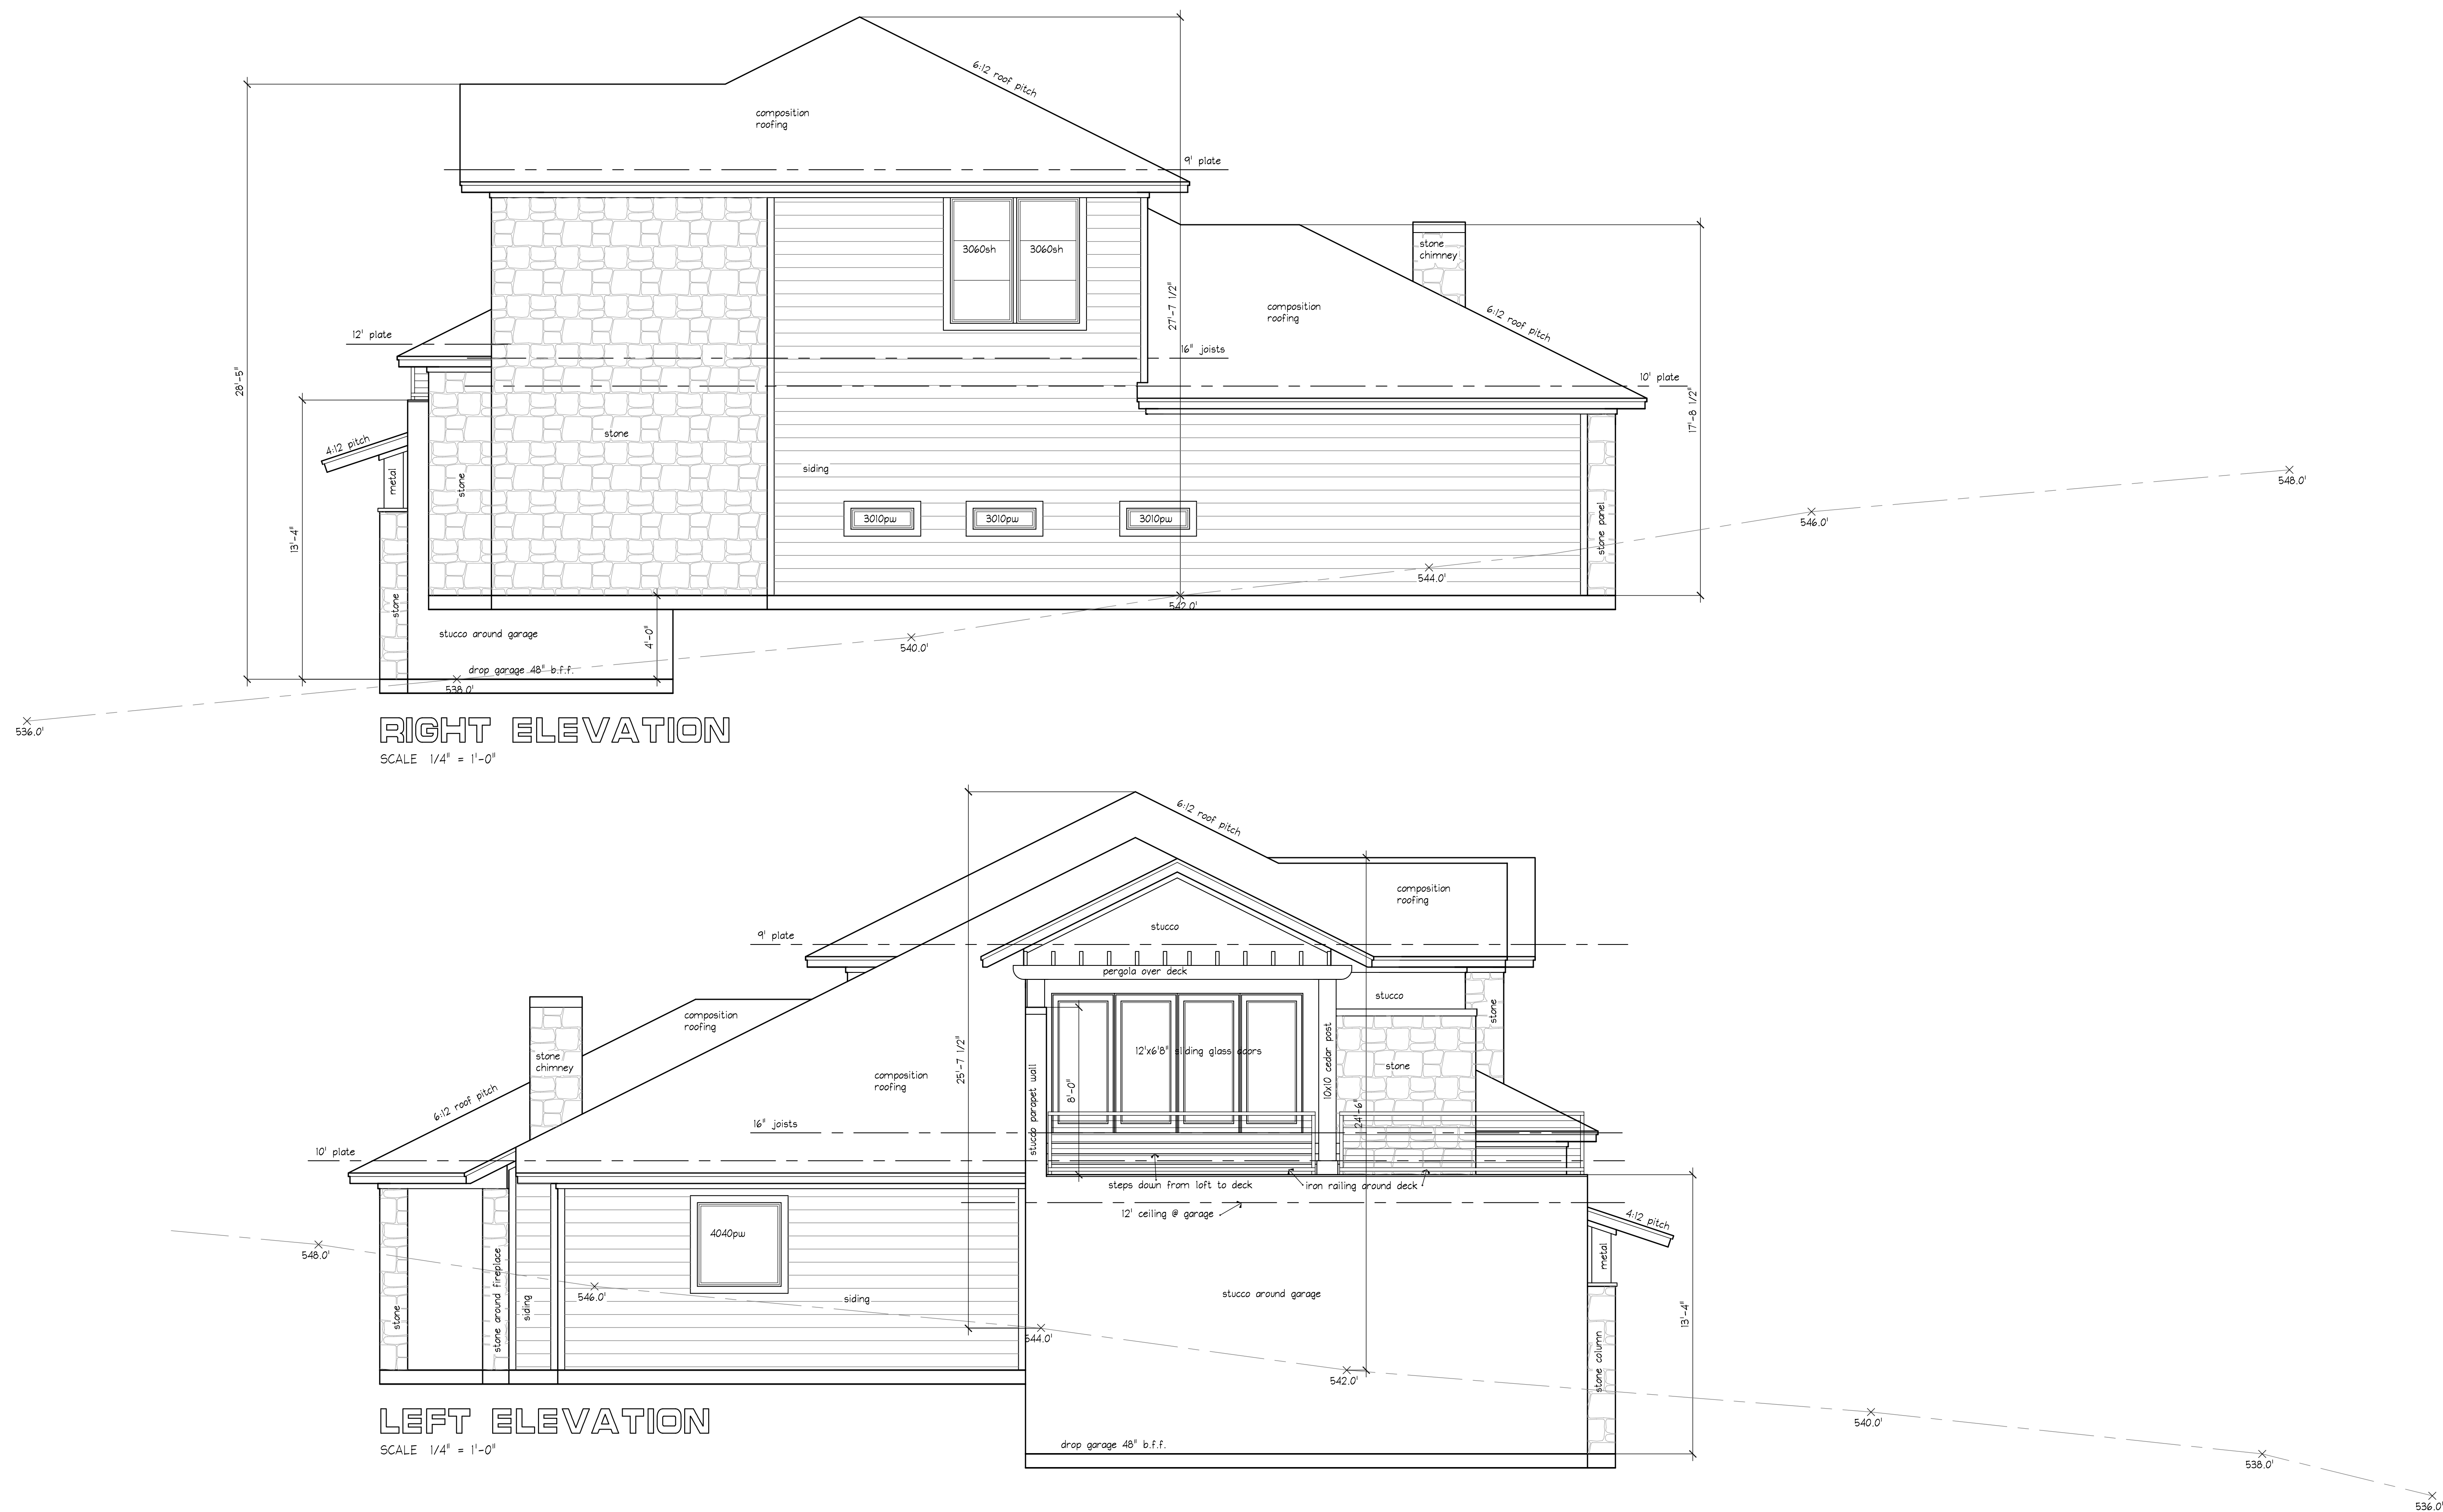 6:12 roof pitch
composition
roofing
9' plate
28'-5"
3060sh
3060sh
stone
chimney
27'-7 1/2"
composition
roofing
6:12 roof pitch
12' plate
16" joists
10' plate
17'-8 1/2"
4:12 pitch
stone
metal
stone
siding
548.0'
3010pw
3010pw
3010pw
stone panel
546.0'
13'-4"
544.0'
stone
542.0'
stucco around garage
4'-0"
540.0'
drop garage 48" b.f.f.
538.0'
536.0'
RIGHT ELEVATION
SCALE 1/4" = 1'-0"
6:12 roof pitch
composition
roofing
stucco
9' plate
pergola over deck
stucco
stone
composition
roofing
stone
chimney
25'-7 1/2"
12'x6'8" sliding glass doors
10x10 cedar post
stone
composition
roofing
6:12 roof pitch
8'-0"
stucco parapet wall
24'-6"
16" joists
10' plate
steps down from loft to deck
iron railing around deck
12' ceiling @ garage
4:12 pitch
4040pw
548.0'
metal
546.0'
stone around fireplace
siding
siding
stone
stucco around garage
13'-4"
544.0'
542.0'
stone column
LEFT ELEVATION
SCALE 1/4" = 1'-0"
540.0'
drop garage 48" b.f.f.
538.0'
536.0'